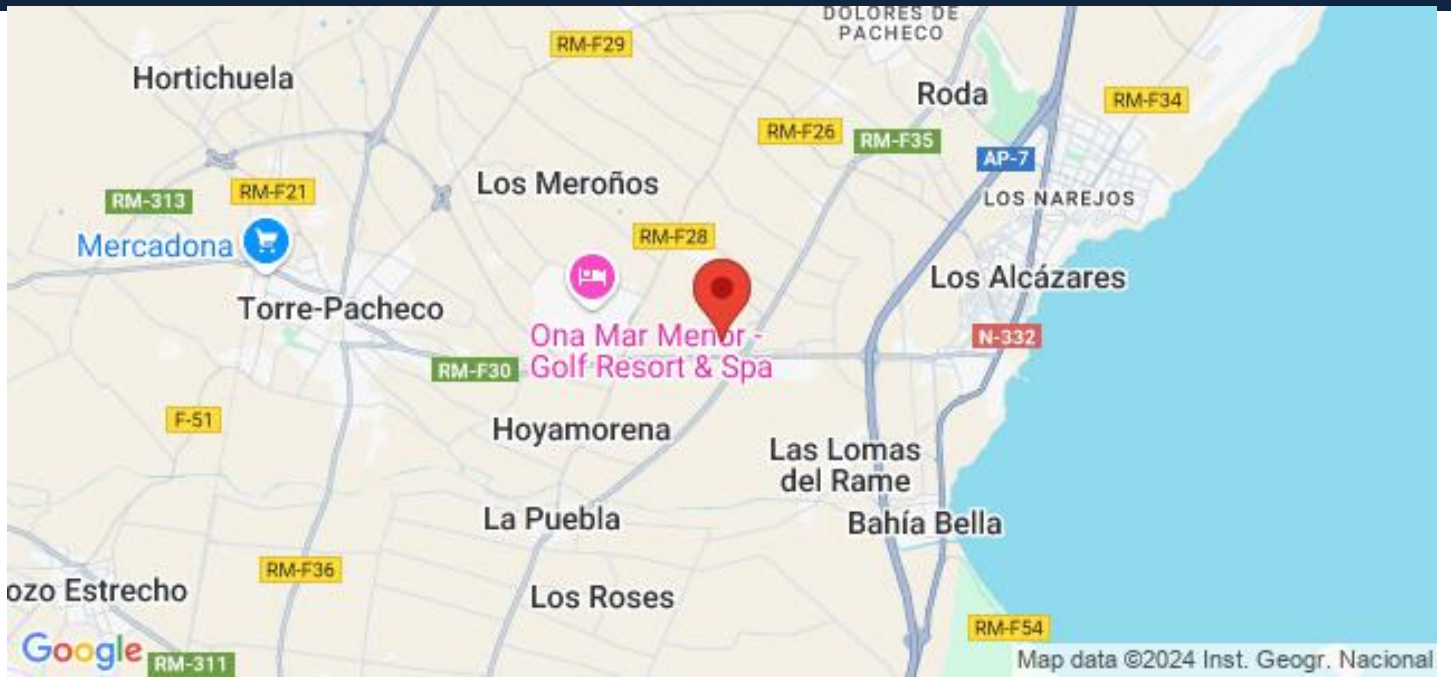 DOLORES DE
PACHECO
RM-F29
Hortichuela
Roda
RM-F34
RM-F26
RM-F35
AP-7
Los Meroños
RM-F21
RM-313
LOS NAREJOS
Mercadona
RM-F28
Los Alcázares
Torre-Pacheco
Ona Mar Menor -
Golf Resort & Spa
N-332
RM-F30
F-51
Hoyamorena
Las Lomas
del Rame
La Puebla
Bahía Bella
RM-F36
ozo Estrecho
Los Roses
RM-F54
Google
RM-311
Map data ©2024 Inst. Geogr. Nacional